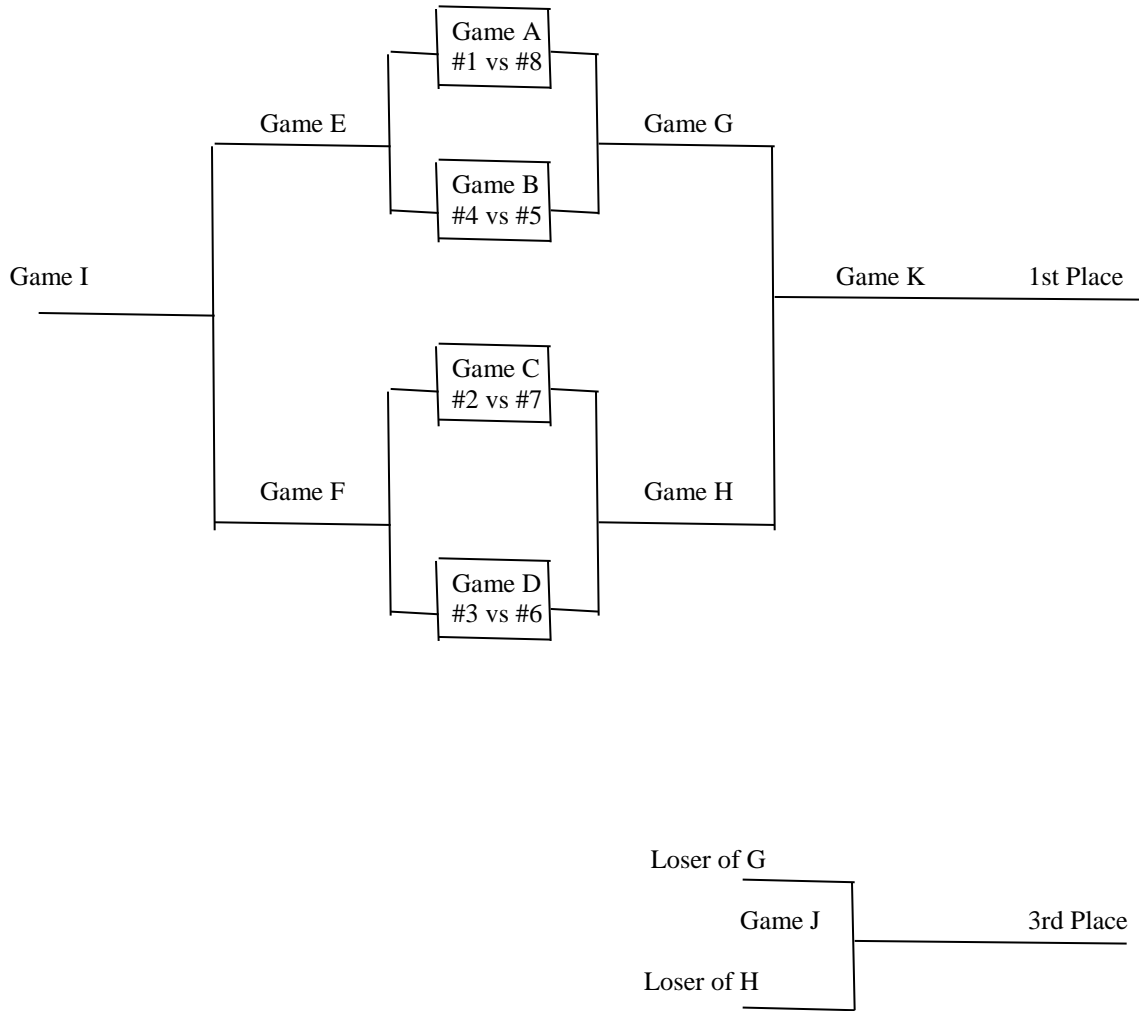 Game A
#1 vs #8
Game E
Game G
Game B
#4 vs #5
Game I
Game K
1st Place
Game C
#2 vs #7
Game F
Game H
Game D
#3 vs #6
Loser of G
Game J
3rd Place
Loser of H